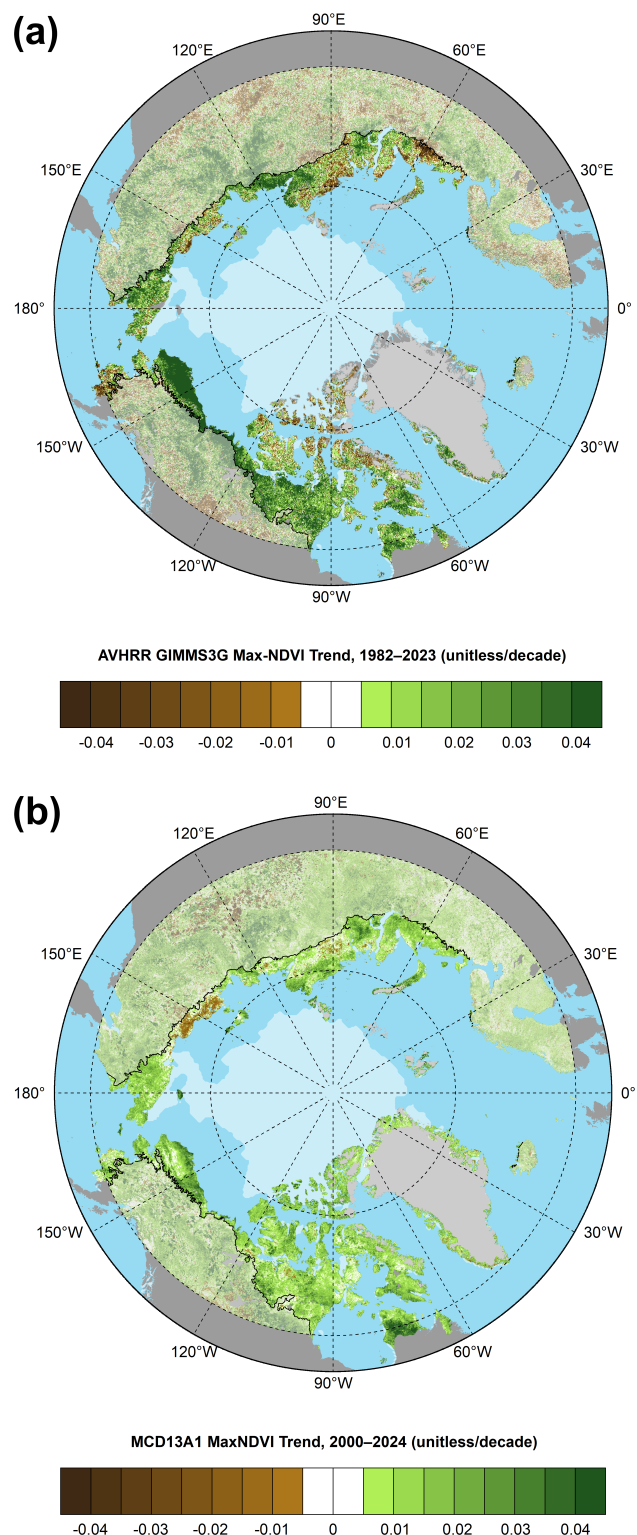 (a)
90°E
120°E
60°E
150°E
30°E
180°
0°
150°W
30°W
120°W
60°W
90°W
AVHRR GIMMS3G Max-NDVI Trend, 1982–2023 (unitless/decade)
-0.04 -0.03 -0.02 -0.01 0 0.01 0.02 0.03 0.04
(b)
90°E
120°E
60°E
150°E
30°E
180°
0°
150°W
30°W
120°W
60°W
90°W
MCD13A1 MaxNDVI Trend, 2000–2024 (unitless/decade)
-0.04 -0.03 -0.02 -0.01 0 0.01 0.02 0.03 0.04